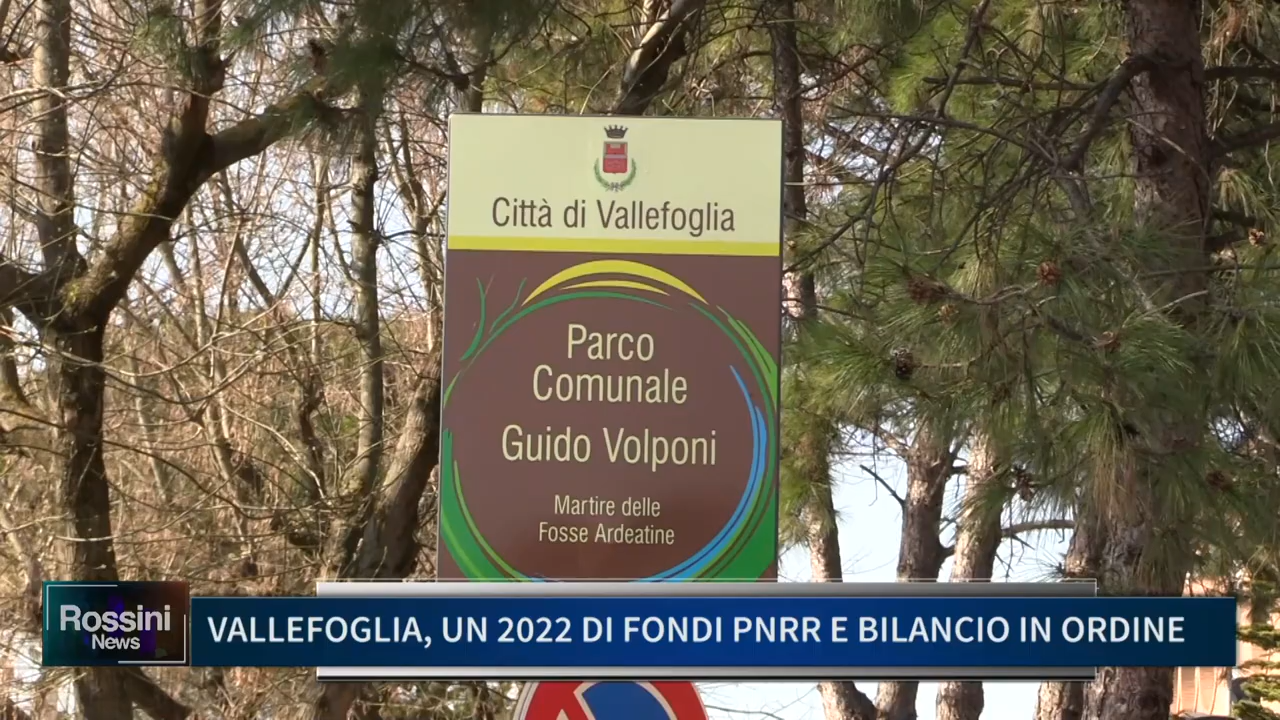 Città di Vallefoglia
Parco
Comunale
Guido Volponi
Martire delle
Fosse Ardeatine
Rossini
News
VALLEFOGLIA, UN 2022 DI FONDI PNRR E BILANCIO IN ORDINE